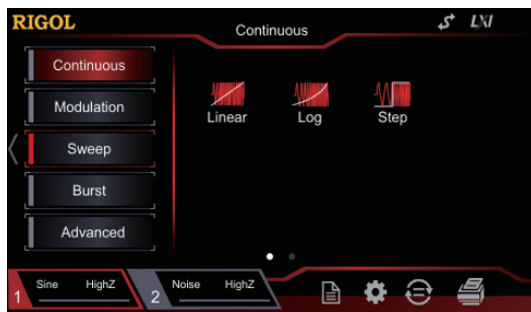 RIGOL
Continuous
LXI
Continuous
Modulation
Sweep
Burst
Advanced
Linear
Log
Step
1
Sine
HighZ
2
Noise
HighZ